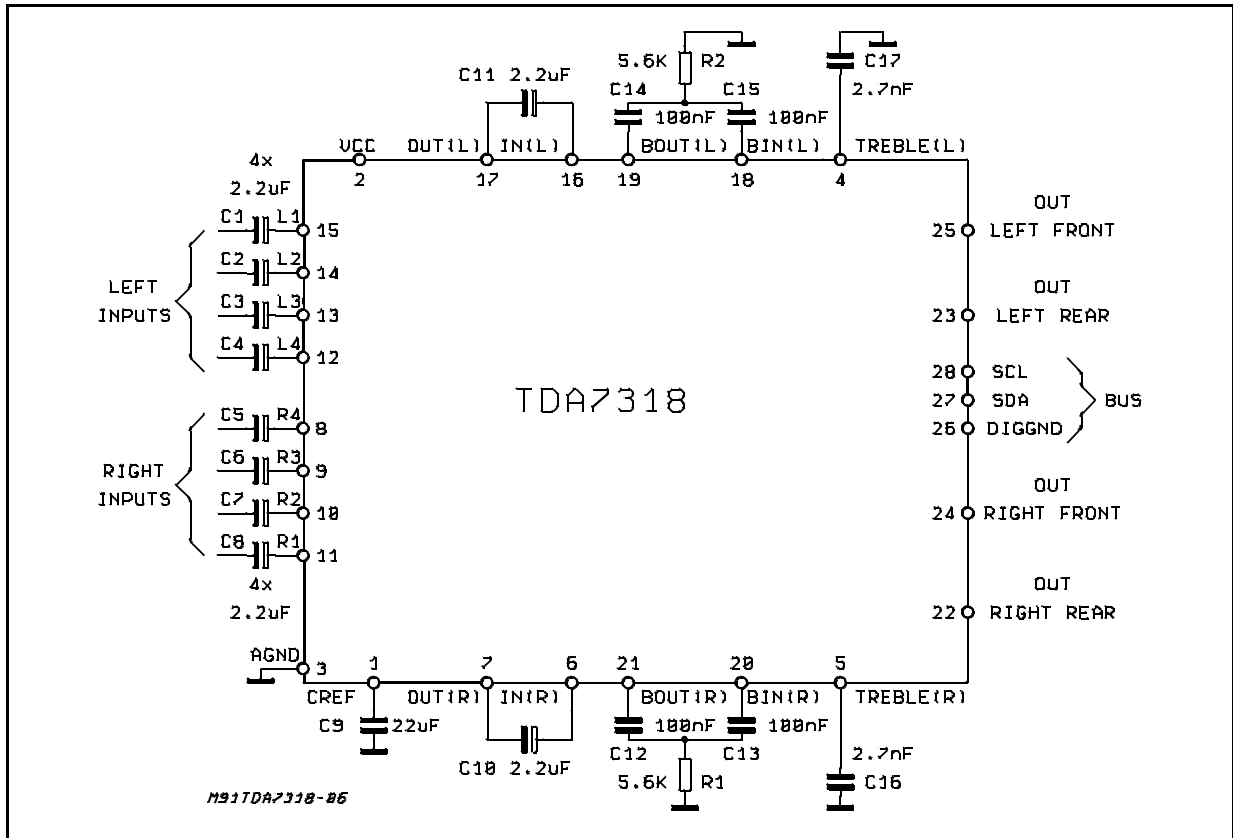 5.6K R2
C17
C11 2.2uF
C14 C15
2.7nF
100nF 100nF
4x
2.2uF
VCC OUT(L) IN(L) BOUT(L) BIN(L) TREBLE(L)
2 17 16 19 18 4
C1 L1 15
C2 L2 14
LEFT
INPUTS
C3 L3 13
C4 L4 12
C5 R4 8
RIGHT
INPUTS
C6 R3 9
C7 R2 10
C8 R1 11
4x
2.2uF
TDA7318
OUT
25 LEFT FRONT
OUT
23 LEFT REAR
28 SCL
27 SDA
BUS
26 DIGGND
OUT
24 RIGHT FRONT
OUT
22 RIGHT REAR
AGND
3 1 7 6 21 20 5
CREF OUT(R) IN(R) BOUT(R) BIN(R) TREBLE(R)
C9 22uF
100nF 100nF
C12 C13
2.7nF
C10 2.2uF
5.6K R1
C16
M91TDA7318-06